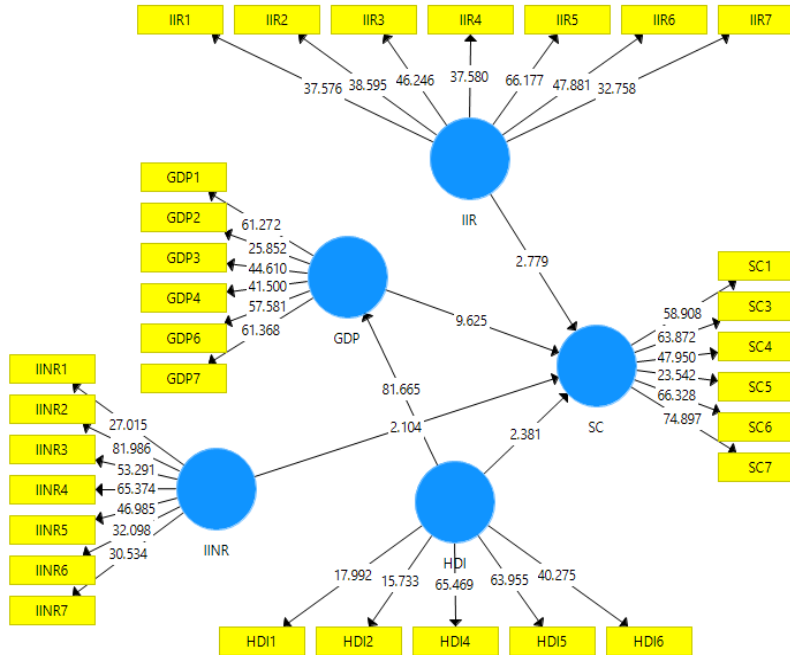 IIR1 IIR2 IIR3 IIR4 IIR5 IIR6 IIR7
37.576 38.595 46.246 37.580 66.177 47.881 32.758
IIR
GDP1
GDP2
GDP3
GDP4
GDP6
GDP7
61.272
25.852
44.610
41.500
57.581
61.368
GDP
2.779
9.625
SC1
SC3
SC4
SC5
SC6
SC7
58.908
63.872
47.950
23.542
66.328
74.897
SC
81.665
2.104
2.381
IINR1
IINR2
IINR3
IINR4
IINR5
IINR6
IINR7
27.015
81.986
53.291
65.374
46.985
32.098
30.534
IINR
HDI
17.992 15.733 65.469 63.955 40.275
HDI1 HDI2 HDI4 HDI5 HDI6